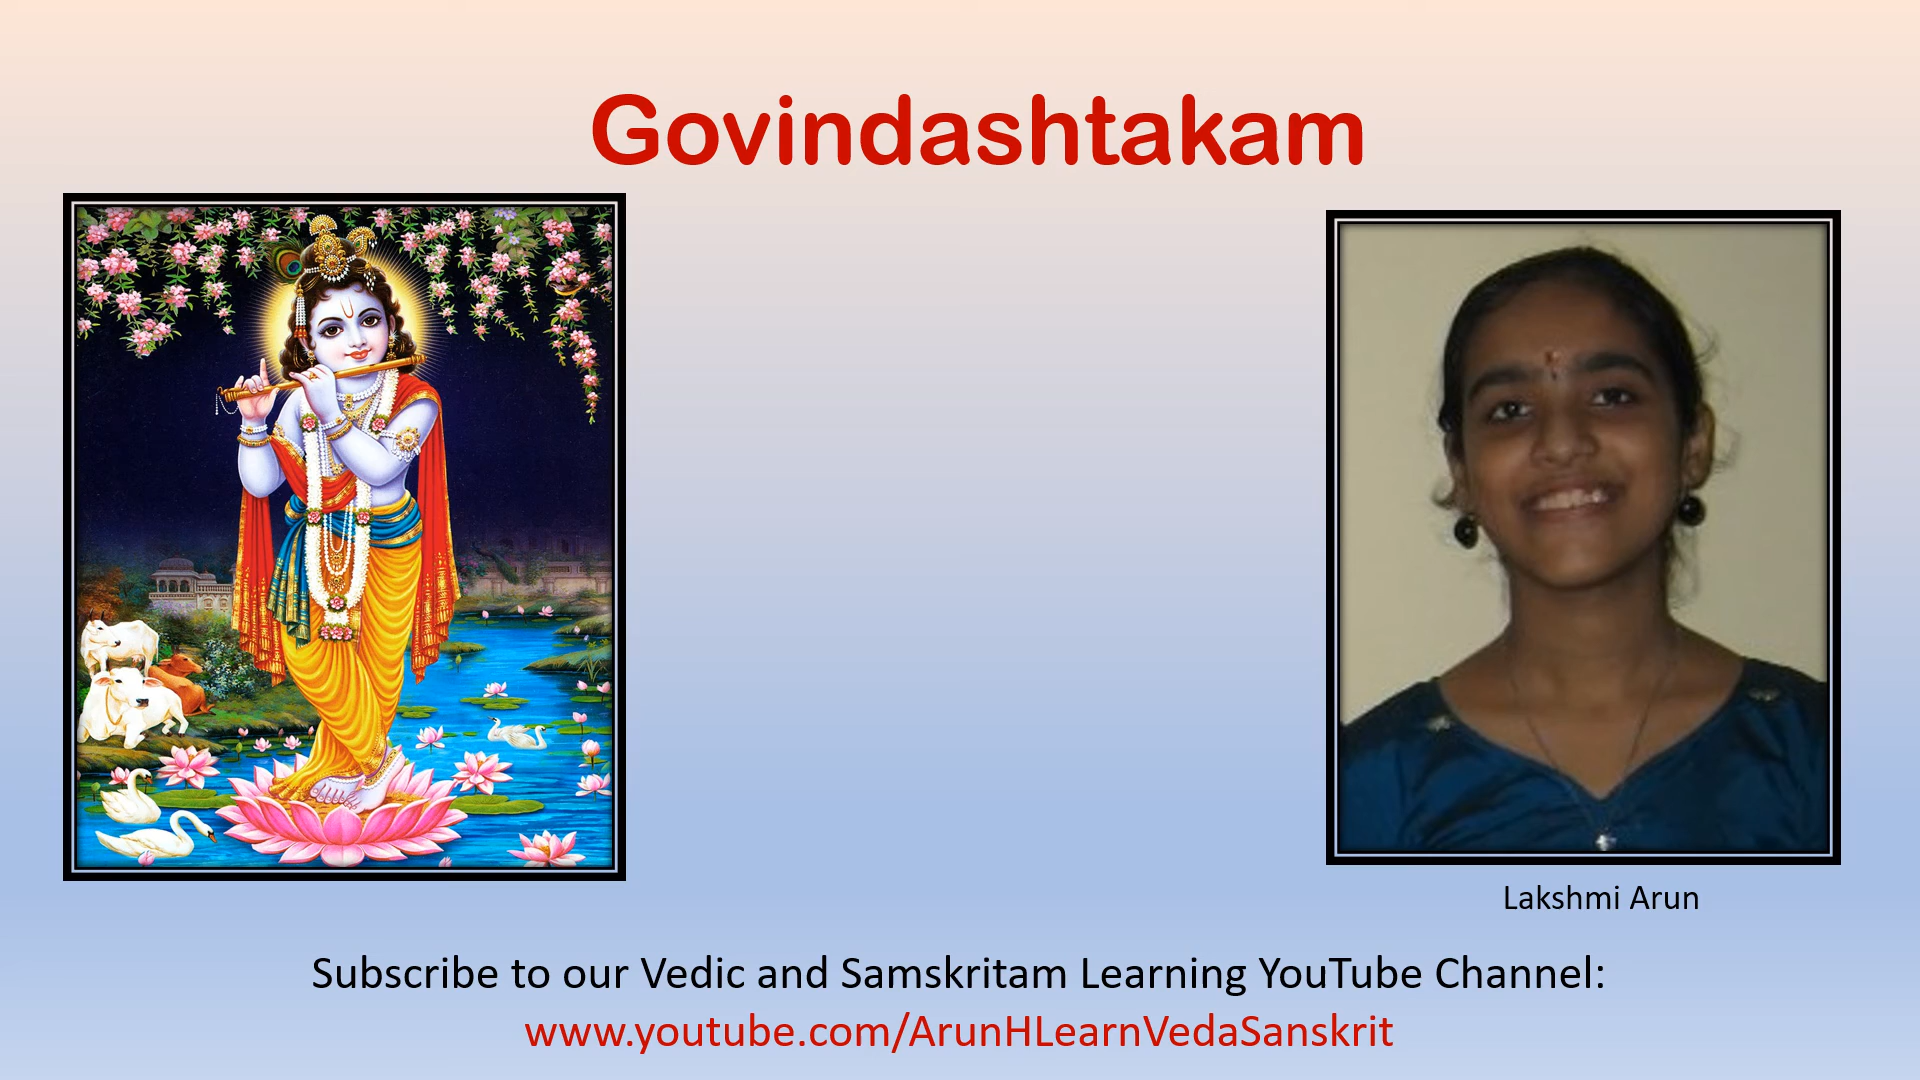 Govindashtakam
Lakshmi Arun
Subscribe to our Vedic and Samskritam Learning YouTube Channel:
www.youtube.com/ArunHLearnVedaSanskrit